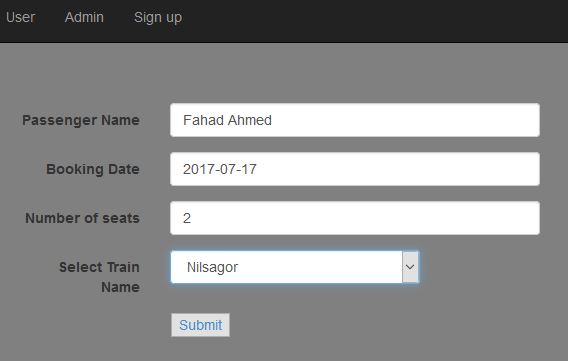 User Admin Sign up
Passenger Name Fahad Ahmed
Booking Date 2017-07-17
Number of seats 2
Select Train Nilsagor
Name
Submit